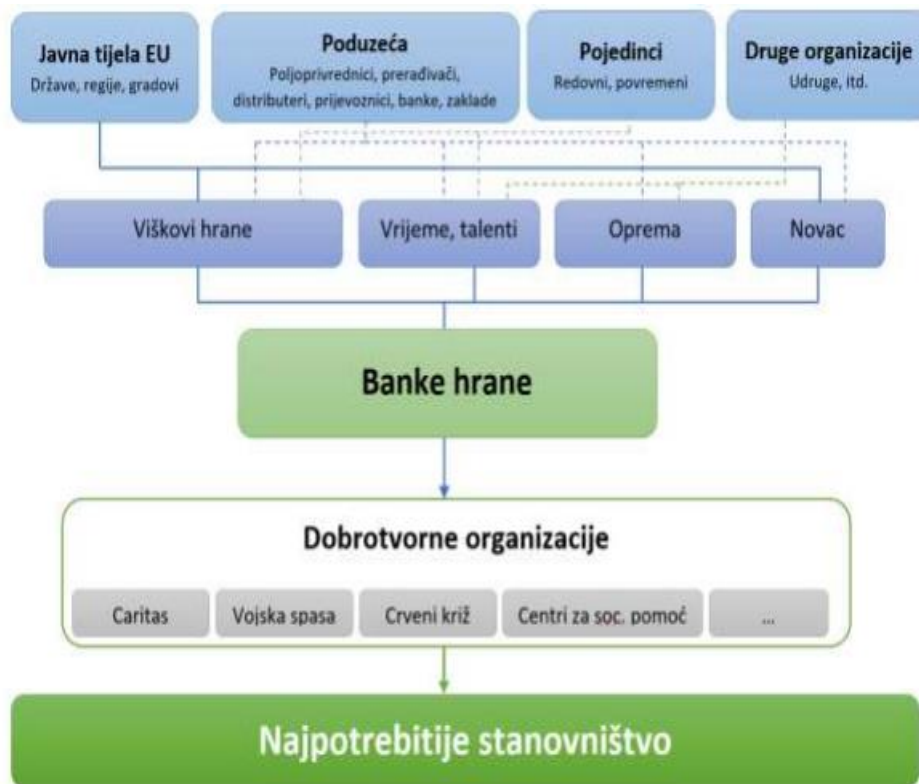 Javna tijela EU
Države, regije, gradovi
Poduzeća
Poljoprivrednici, prerađivači,
distributeri, prijevoznici, banke, zaklade
Pojedinci
Redovni, povremeni
Druge organizacije
Udruge, itd.
Viškovi hrane
Vrijeme, talenti
Oprema
Novac
Banke hrane
Dobrotvorne organizacije
Caritas
Vojska spasa
Crveni križ
Centri za soc. pomoć
...
Najpotrebitije stanovništvo